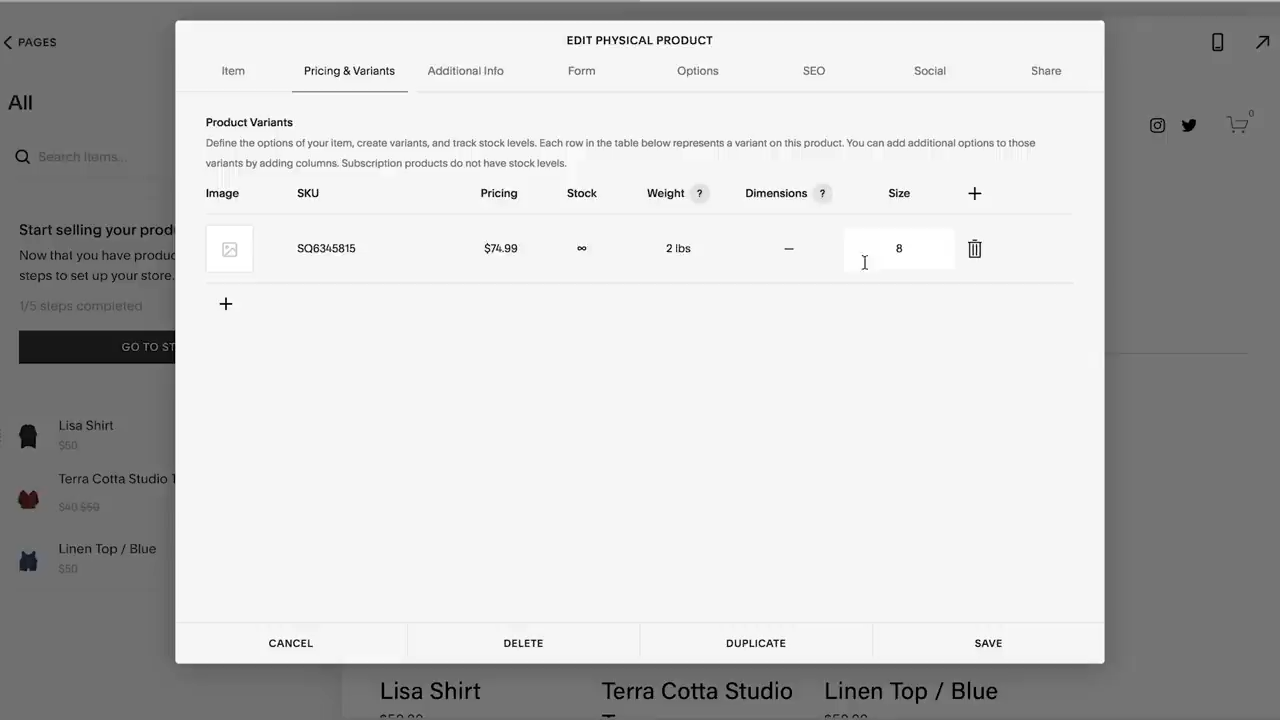 EDIT PHYSICAL PRODUCT
PAGES
Item Pricing & Variants Additional Info Form Options SEO Social Share
All
0
Product Variants
Define the options of your item, create variants, and track stock levels. Each row in the table below represents a variant on this product. You can add additional options to those
variants by adding columns. Subscription products do not have stock levels.
Search Items...
Image SKU Pricing Stock Weight ? Dimensions ? Size +
Start selling your
Now that you have
steps to set up your store.
SQ6345815 $74.99 ∞ 2 lbs – 8
1/5 steps completed
+
GO TO
Lisa Shirt
$50
Terra Cotta Studio
$40 $50
Linen Top / Blue
$50
CANCEL DELETE DUPLICATE SAVE
Lisa Shirt Terra Cotta Studio Linen Top / Blue